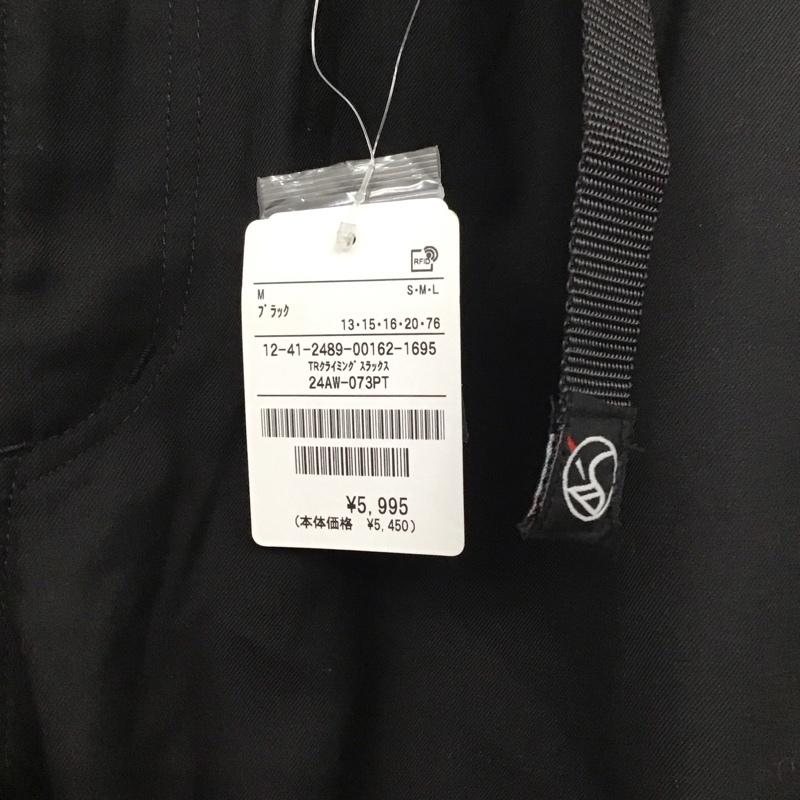 RFID
M S・M・L
ブラック
13・15・16・20・76
12-41-2489-00162-1695
TRクライミングスラックス
24AW-073PT
¥5,995
(本体価格 ¥5,450)